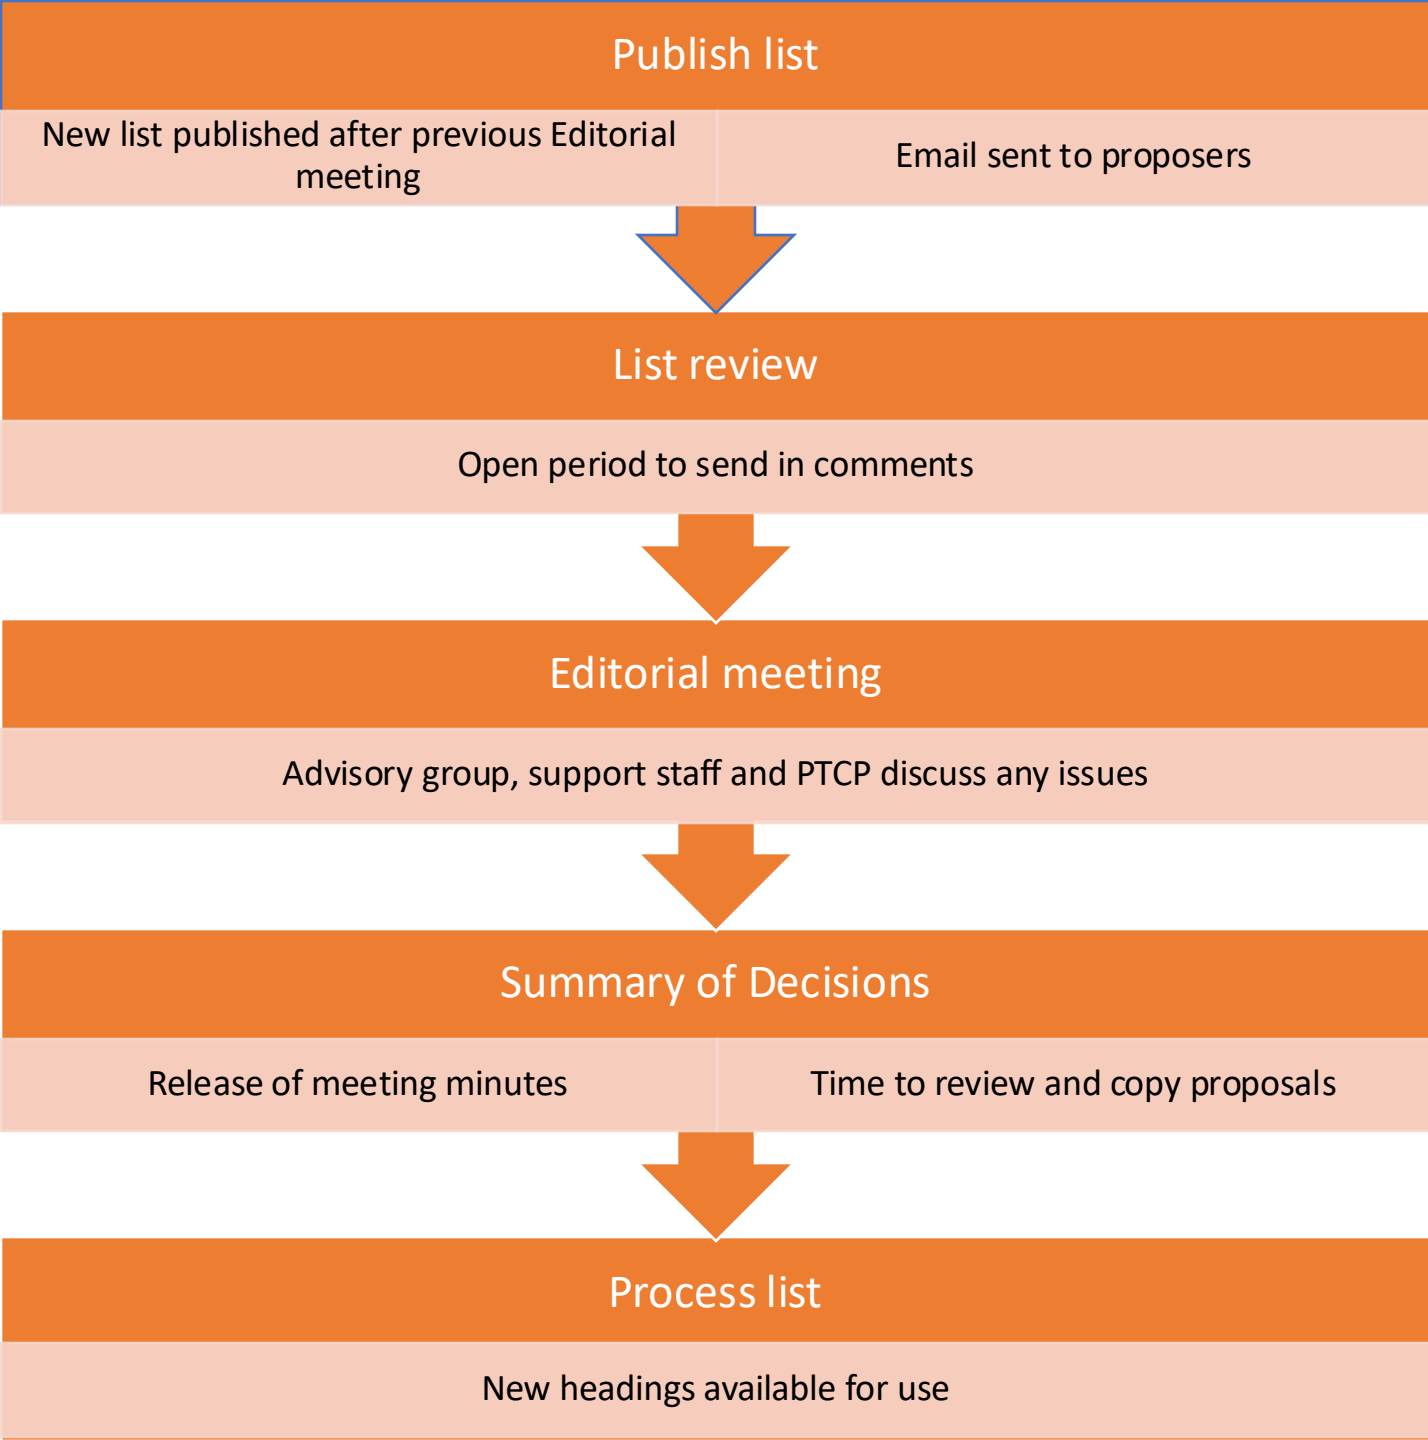 Publish list
New list published after previous Editorial
meeting
Email sent to proposers
List review
Open period to send in comments
Editorial meeting
Advisory group, support staff and PTCP discuss any issues
Summary of Decisions
Release of meeting minutes
Time to review and copy proposals
Process list
New headings available for use